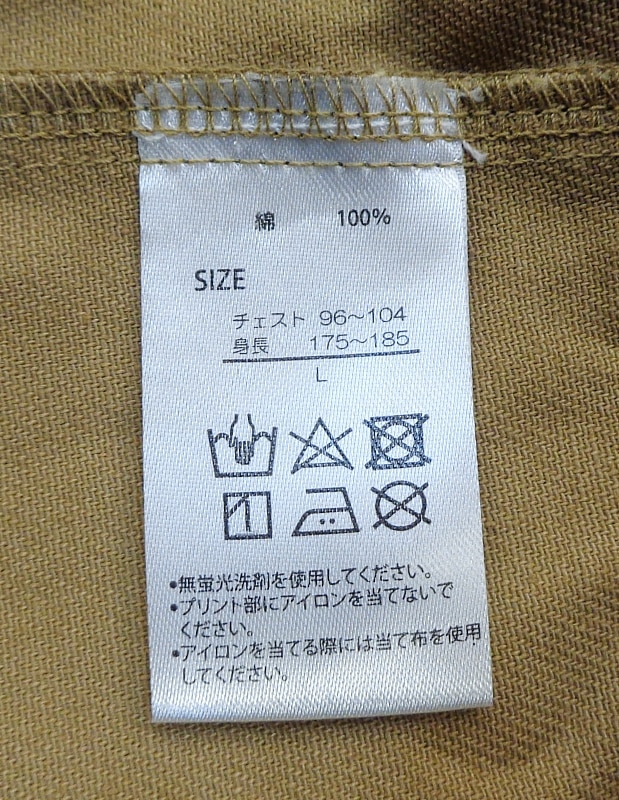 綿 100%
SIZE
チェスト 96～104
身長 175～185
L
•無蛍光洗剤を使用してください。
•プリント部にアイロンを当てないで
ください。
•アイロンを当てる際には当て布を使用
してください。